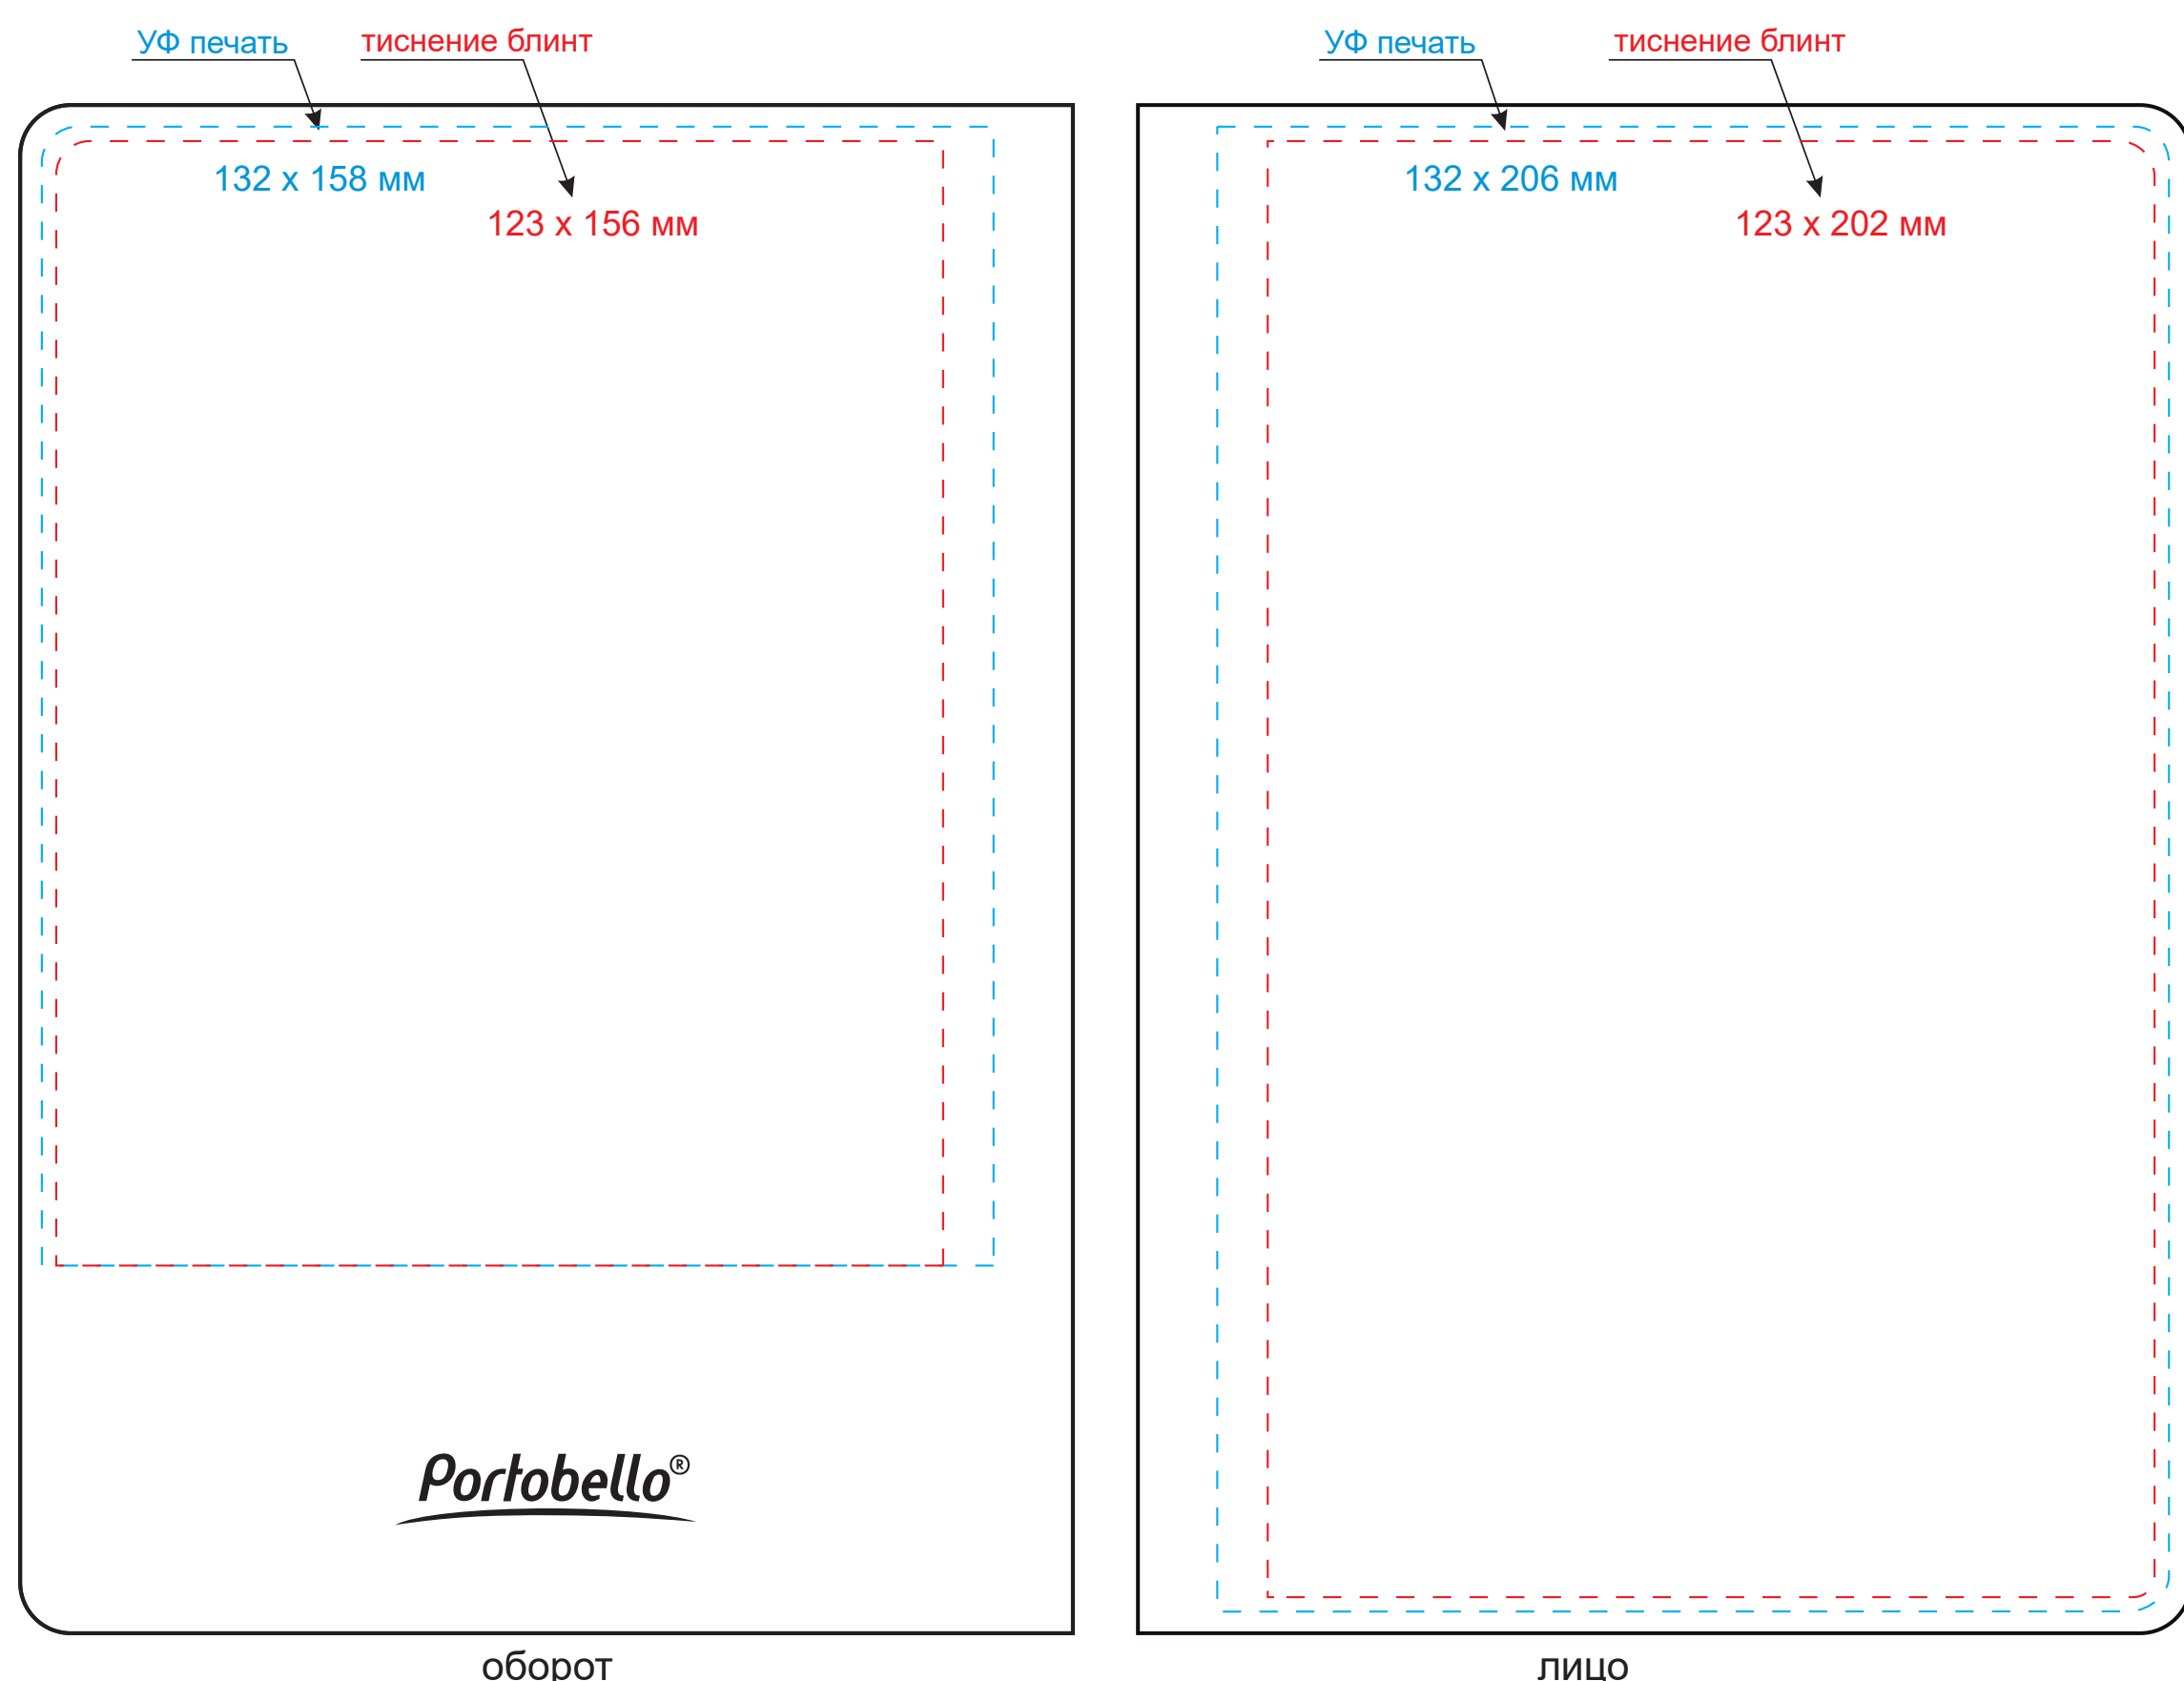 УФ печать
тиснение блинт
132 x 158 мм
123 x 156 мм
Portobello®
оборот
УФ печать
тиснение блинт
132 x 206 мм
123 x 202 мм
лицо